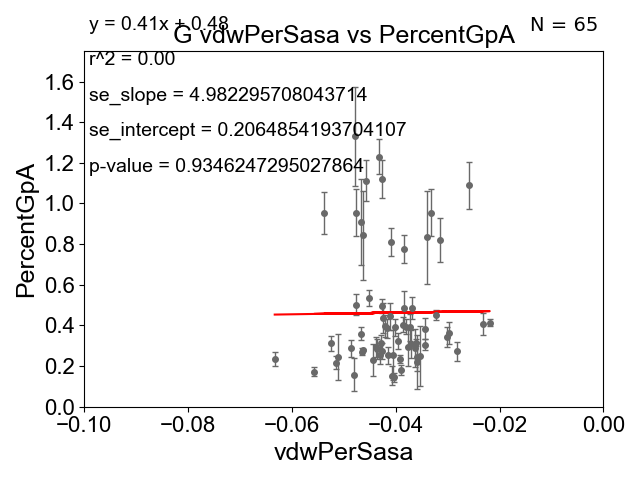 y = 0.41x + 0.48
N = 65
G vdwPerSasa vs PercentGpA
r^2 = 0.00
se_slope = 4.982295708043714
se_intercept = 0.2064854193704107
p-value = 0.9346247295027864
PercentGpA
1.6
1.4
1.2
1.0
0.8
0.6
0.4
0.2
0.0
−0.10 −0.08 −0.06 −0.04 −0.02 0.00
vdwPerSasa